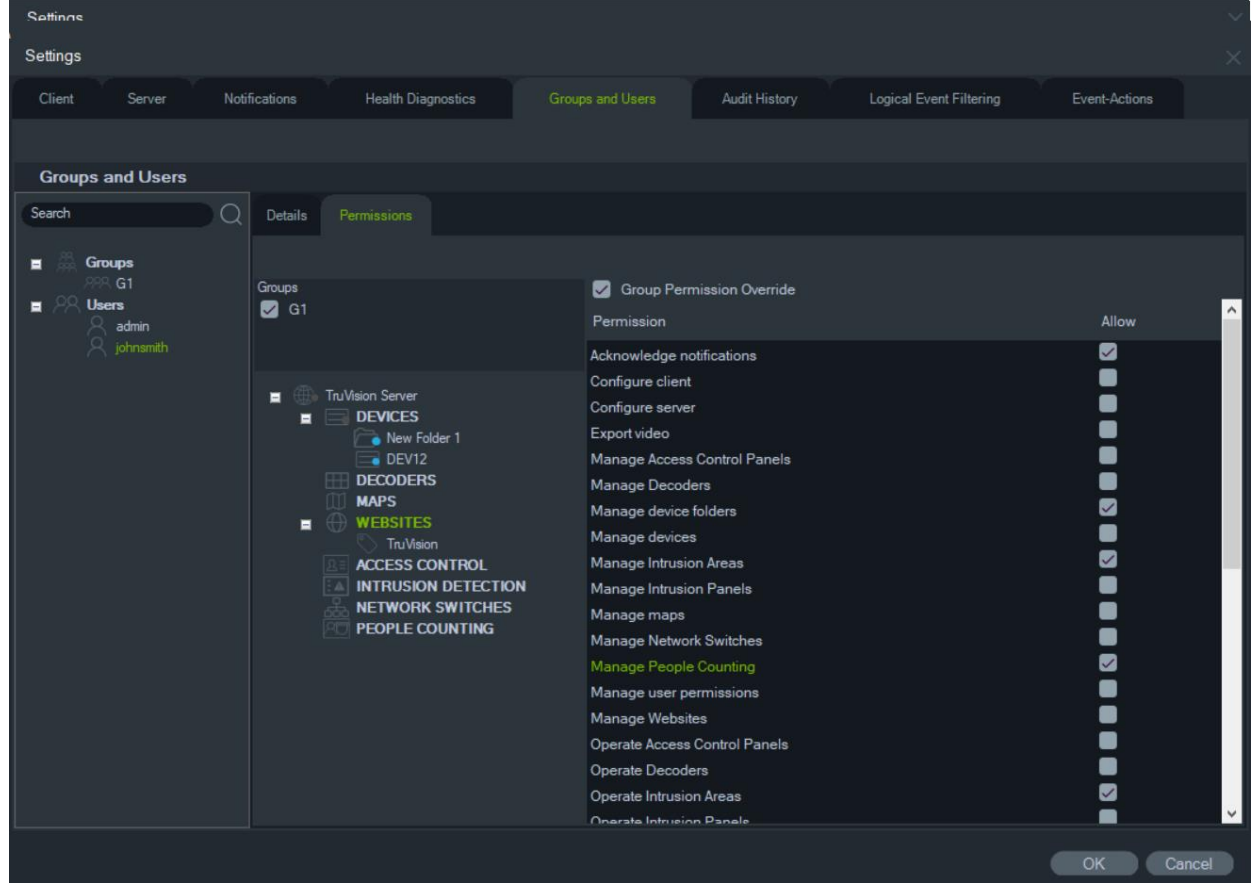 Settings
Settings
Client Server Notifications Health Diagnostics Groups and Users Audit History Logical Event Filtering Event-Actions
Groups and Users
Search
Groups
G1
Users
admin
johnsmith
Details Permissions
Groups
G1
TruVision Server
DEVICES
New Folder 1
DEV12
DECODERS
MAPS
WEBSITES
TruVision
ACCESS CONTROL
INTRUSION DETECTION
NETWORK SWITCHES
PEOPLE COUNTING
Group Permission Override
Permission Allow
Acknowledge notifications
Configure client
Configure server
Export video
Manage Access Control Panels
Manage Decoders
Manage device folders
Manage devices
Manage Intrusion Areas
Manage Intrusion Panels
Manage maps
Manage Network Switches
Manage People Counting
Manage user permissions
Manage Websites
Operate Access Control Panels
Operate Decoders
Operate Intrusion Areas
Operate Intrusion Panels
OK Cancel